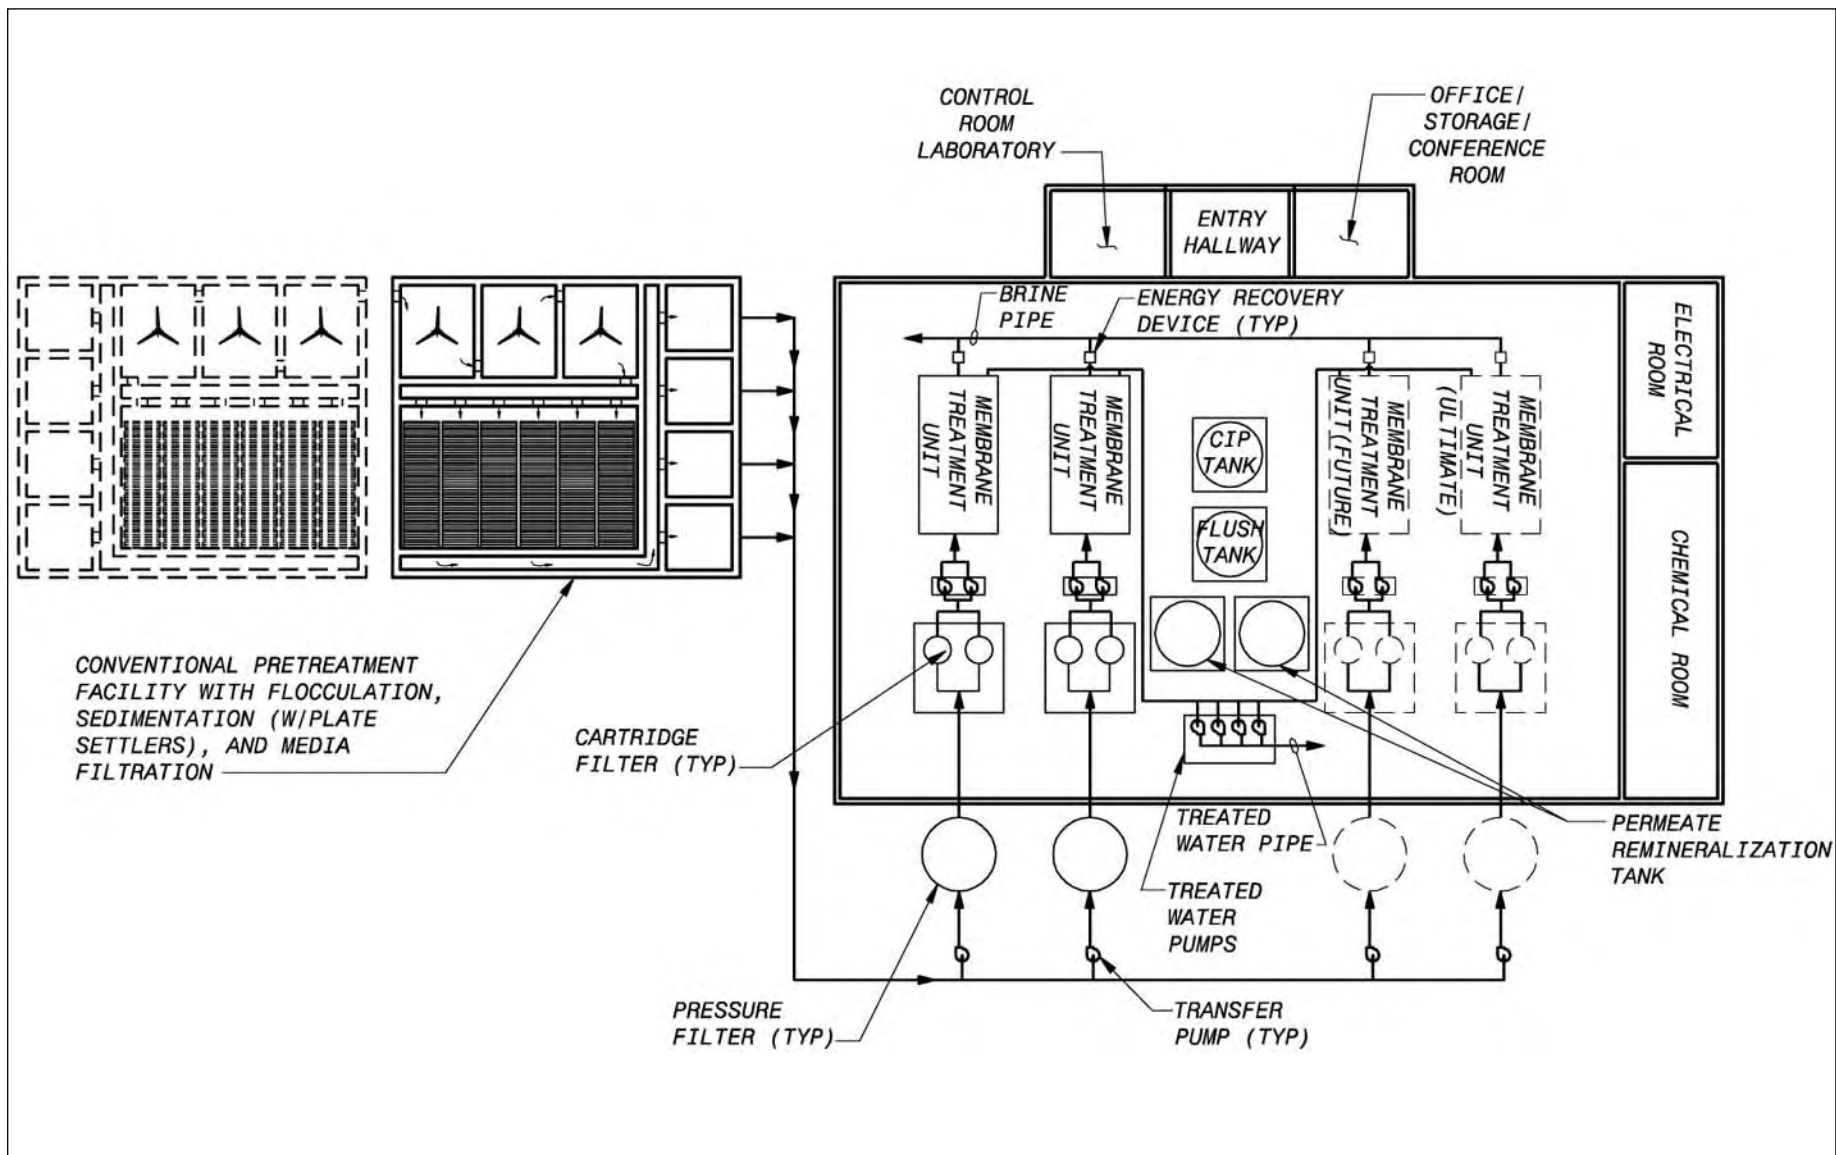 CONTROL
ROOM
LABORATORY
OFFICE/
STORAGE/
CONFERENCE
ROOM
ENTRY
HALLWAY
BRINE
PIPE
ENERGY RECOVERY
DEVICE (TYP)
ELECTRICAL
ROOM
MEMBRANE
TREATMENT
UNIT
MEMBRANE
TREATMENT
UNIT
CIP
TANK
FLUSH
TANK
MEMBRANE
TREATMENT
UNIT(FUTURE)
MEMBRANE
TREATMENT
UNIT
(ULTIMATE)
CHEMICAL ROOM
CONVENTIONAL PRETREATMENT
FACILITY WITH FLOCCULATION,
SEDIMENTATION (W/PLATE
SETTLERS), AND MEDIA
FILTRATION
CARTRIDGE
FILTER (TYP)
TREATED
WATER PIPE
PERMEATE
REMINERALIZATION
TANK
TREATED
WATER
PUMPS
PRESSURE
FILTER (TYP)
TRANSFER
PUMP (TYP)